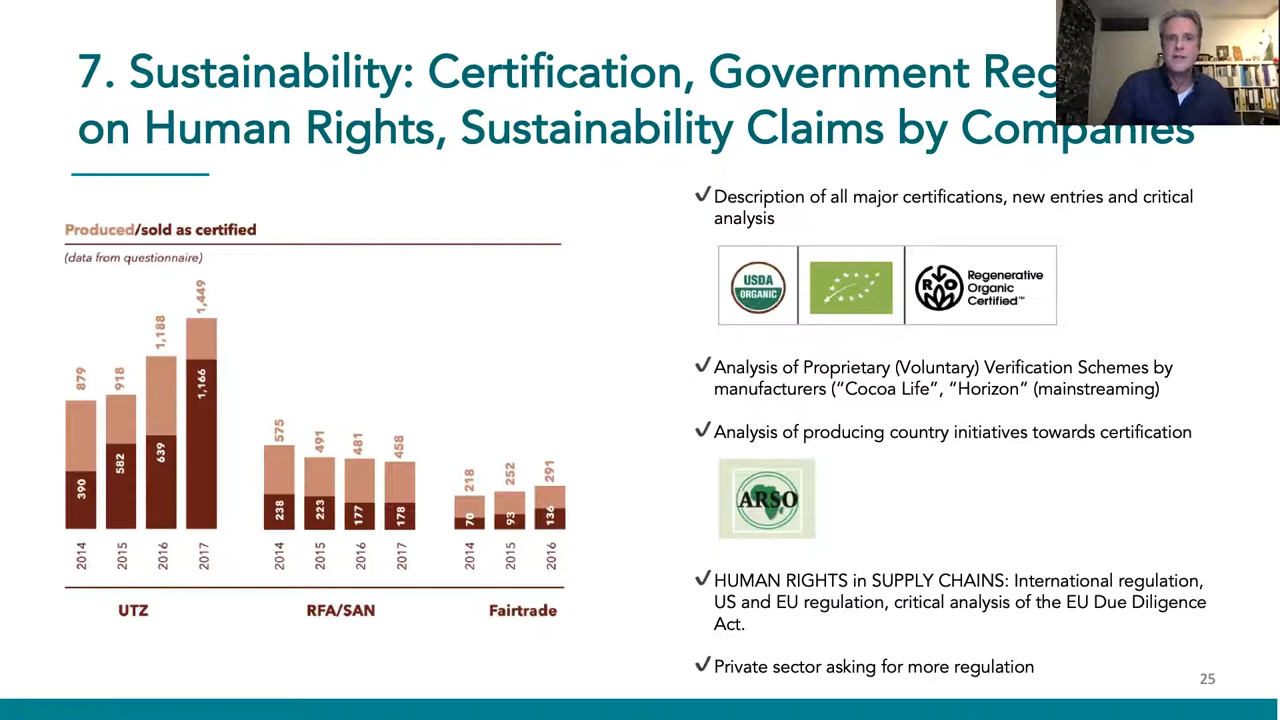 7. Sustainability: Certification, Government Reg
on Human Rights, Sustainability Claims by Companies
Produced/sold as certified
(data from questionnaire)
879
918
1,188
1,449
390
582
639
1,166
575
491
481
458
238
223
177
178
218
252
291
70
93
136
2014
2015
2016
2017
2014
2015
2016
2017
2014
2015
2016
UTZ
RFA/SAN
Fairtrade
✓Description of all major certifications, new entries and critical
analysis
USDA
ORGANIC
R O
Regenerative
Organic
Certified™
✓Analysis of Proprietary (Voluntary) Verification Schemes by
manufacturers (“Cocoa Life”, “Horizon” (mainstreaming)
✓Analysis of producing country initiatives towards certification
ARSO
✓HUMAN RIGHTS in SUPPLY CHAINS: International regulation,
US and EU regulation, critical analysis of the EU Due Diligence
Act.
✓Private sector asking for more regulation
25